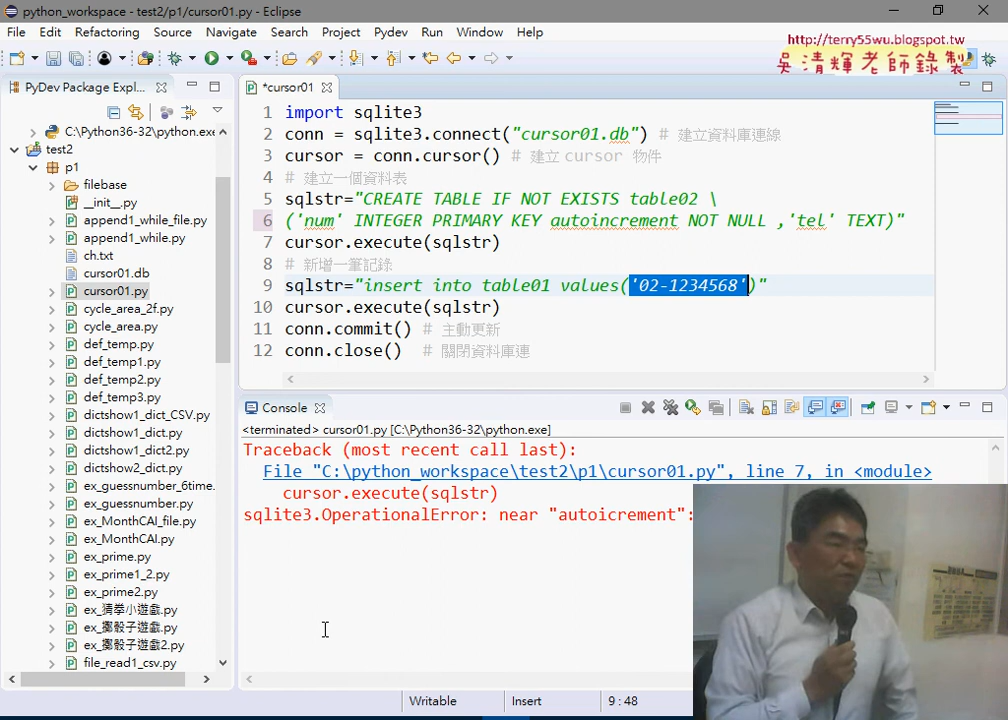 python_workspace - test2/p1/cursor01.py - Eclipse
File Edit Refactoring Source Navigate Search Project Pydev Run Window Help
http://terry55wu.blogspot.tw
吳清輝老師錄製
PyDev Package Expl...
C:\Python36-32\python.exe
test2
p1
filebase
__init__.py
append1_while_file.py
append1_while.py
ch.txt
cursor01.db
cursor01.py
cycle_area_2f.py
cycle_area.py
def_temp.py
def_temp1.py
def_temp2.py
def_temp3.py
dictshow1_dict_CSV.py
dictshow1_dict.py
dictshow1_dict2.py
dictshow2_dict.py
ex_guessnumber_6time.
ex_guessnumber.py
ex_MonthCAI_file.py
ex_MonthCAI.py
ex_prime.py
ex_prime1_2.py
ex_prime2.py
ex_猜拳小遊戲.py
ex_擲骰子遊戲.py
ex_擲骰子遊戲2.py
file_read1_csv.py
*cursor01
1 import sqlite3
2 conn = sqlite3.connect("cursor01.db") # 建立資料庫連線
3 cursor = conn.cursor() # 建立 cursor 物件
4 # 建立一個資料表
5 sqlstr="CREATE TABLE IF NOT EXISTS table02 \
6 ('num' INTEGER PRIMARY KEY autoincrement NOT NULL ,'tel' TEXT)"
7 cursor.execute(sqlstr)
8 # 新增一筆記錄
9 sqlstr="insert into table01 values('02-1234568')"
10 cursor.execute(sqlstr)
11 conn.commit() # 主動更新
12 conn.close() # 關閉資料庫連
Console
<terminated> cursor01.py [C:\Python36-32\python.exe]
Traceback (most recent call last):
File "C:\python_workspace\test2\p1\cursor01.py", line 7, in <module>
cursor.execute(sqlstr)
sqlite3.OperationalError: near "autoicrement":
Writable Insert 9 : 48